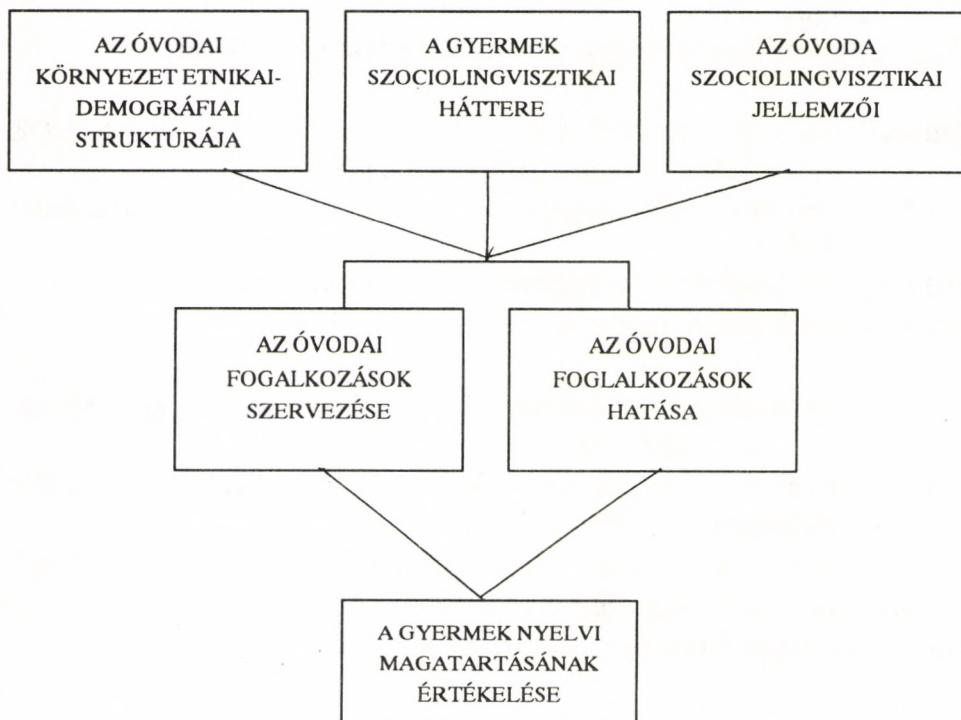 AZ ÓVODAI
KÖRNYEZET ETNIKAI-
DEMOGRÁFIAI
STRUKTÚRÁJA
A GYERMEK
SZOCIOLINGVISZTIKAI
HÁTTERE
AZ ÓVODA
SZOCIOLINGVISZTIKAI
JELLEMZŐI
AZ ÓVODAI
FOGALKOZÁSOK
SZERVEZÉSE
AZ ÓVODAI
FOGLALKOZÁSOK
HATÁSA
A GYERMEK NYELVI
MAGATARTÁSÁNAK
ÉRTÉKELÉSE